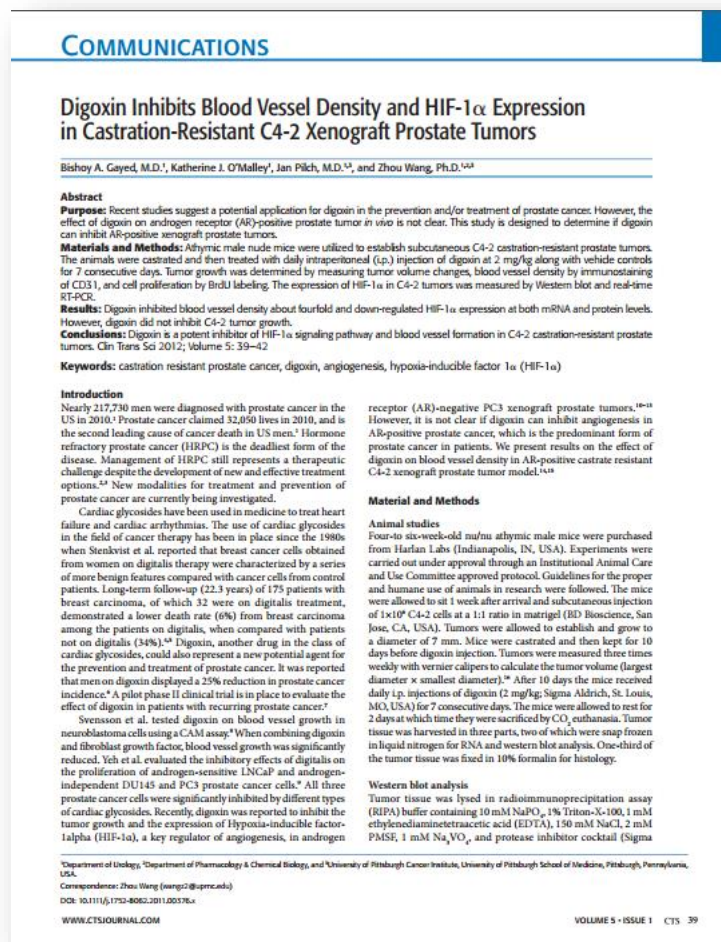 COMMUNICATIONS
Digoxin Inhibits Blood Vessel Density and HIF-1α Expression
in Castration-Resistant C4-2 Xenograft Prostate Tumors
Bishoy A. Gayed, M.D.¹, Katherine J. O'Malley¹, Jan Pilch, M.D.¹,³, and Zhou Wang, Ph.D.¹,²,³
Abstract
Purpose: Recent studies suggest a potential application for digoxin in the prevention and/or treatment of prostate cancer. However, the
effect of digoxin on androgen receptor (AR)-positive prostate tumor in vivo is not clear. This study is designed to determine if digoxin
can inhibit AR-positive xenograft prostate tumors.
Materials and Methods: Athymic male nude mice were utilized to establish subcutaneous C4-2 castration-resistant prostate tumors.
The animals were castrated and then treated with daily intraperitoneal (i.p.) injection of digoxin at 2 mg/kg along with vehicle controls
for 7 consecutive days. Tumor growth was determined by measuring tumor volume changes, blood vessel density by immunostaining
of CD31, and cell proliferation by BrdU labeling. The expression of HIF-1α in C4-2 tumors was measured by Western blot and real-time
RT-PCR.
Results: Digoxin inhibited blood vessel density about fourfold and down-regulated HIF-1α expression at both mRNA and protein levels.
However, digoxin did not inhibit C4-2 tumor growth.
Conclusions: Digoxin is a potent inhibitor of HIF-1α signaling pathway and blood vessel formation in C4-2 castration-resistant prostate
tumors. Clin Trans Sci 2012; Volume 5: 39–42
Keywords: castration resistant prostate cancer, digoxin, angiogenesis, hypoxia-inducible factor 1α (HIF-1α)
Introduction
Nearly 217,730 men were diagnosed with prostate cancer in the
US in 2010.¹ Prostate cancer claimed 32,050 lives in 2010, and is
the second leading cause of cancer death in US men.¹ Hormone
refractory prostate cancer (HRPC) is the deadliest form of the
disease. Management of HRPC still represents a therapeutic
challenge despite the development of new and effective treatment
options.²,³ New modalities for treatment and prevention of
prostate cancer are currently being investigated.
Cardiac glycosides have been used in medicine to treat heart
failure and cardiac arrhythmias. The use of cardiac glycosides
in the field of cancer therapy has been in place since the 1980s
when Stenkvist et al. reported that breast cancer cells obtained
from women on digitalis therapy were characterized by a series
of more benign features compared with cancer cells from control
patients. Long-term follow-up (22.3 years) of 175 patients with
breast carcinoma, of which 32 were on digitalis treatment,
demonstrated a lower death rate (6%) from breast carcinoma
among the patients on digitalis, when compared with patients
not on digitalis (34%).⁴,⁵ Digoxin, another drug in the class of
cardiac glycosides, could also represent a new potential agent for
the prevention and treatment of prostate cancer. It was reported
that men on digoxin displayed a 25% reduction in prostate cancer
incidence.⁶ A pilot phase II clinical trial is in place to evaluate the
effect of digoxin in patients with recurring prostate cancer.⁷
Svensson et al. tested digoxin on blood vessel growth in
neuroblastoma cells using a CAM assay.⁸ When combining digoxin
and fibroblast growth factor, blood vessel growth was significantly
reduced. Yeh et al. evaluated the inhibitory effects of digitalis on
the proliferation of androgen-sensitive LNCaP and androgen-
independent DU145 and PC3 prostate cancer cells.⁹ All three
prostate cancer cells were significantly inhibited by different types
of cardiac glycosides. Recently, digoxin was reported to inhibit the
tumor growth and the expression of Hypoxia-inducible factor-
1alpha (HIF-1α), a key regulator of angiogenesis, in androgen
receptor (AR)-negative PC3 xenograft prostate tumors.¹⁰⁻¹³
However, it is not clear if digoxin can inhibit angiogenesis in
AR-positive prostate cancer, which is the predominant form of
prostate cancer in patients. We present results on the effect of
digoxin on blood vessel density in AR-positive castrate resistant
C4-2 xenograft prostate tumor model.¹⁴,¹⁵
Material and Methods
Animal studies
Four-to six-week-old nu/nu athymic male mice were purchased
from Harlan Labs (Indianapolis, IN, USA). Experiments were
carried out under approval through an Institutional Animal Care
and Use Committee approved protocol. Guidelines for the proper
and humane use of animals in research were followed. The mice
were allowed to sit 1 week after arrival and subcutaneous injection
of 1×10⁶ C4-2 cells at a 1:1 ratio in matrigel (BD Bioscience, San
Jose, CA, USA). Tumors were allowed to establish and grow to
a diameter of 7 mm. Mice were castrated and then kept for 10
days before digoxin injection. Tumors were measured three times
weekly with vernier calipers to calculate the tumor volume (largest
diameter × smallest diameter).¹⁶ After 10 days the mice received
daily i.p. injections of digoxin (2 mg/kg; Sigma Aldrich, St. Louis,
MO, USA) for 7 consecutive days. The mice were allowed to rest for
2 days at which time they were sacrificed by CO₂ euthanasia. Tumor
tissue was harvested in three parts, two of which were snap frozen
in liquid nitrogen for RNA and western blot analysis. One-third of
the tumor tissue was fixed in 10% formalin for histology.
Western blot analysis
Tumor tissue was lysed in radioimmunoprecipitation assay
(RIPA) buffer containing 10 mM NaPO₄, 1% Triton-X-100, 1 mM
ethylenediaminetetraacetic acid (EDTA), 150 mM NaCl, 2 mM
PMSF, 1 mM Na₃VO₄, and protease inhibitor cocktail (Sigma
¹Department of Urology, ²Department of Pharmacology & Chemical Biology, and ³University of Pittsburgh Cancer Institute, University of Pittsburgh School of Medicine, Pittsburgh, Pennsylvania,
USA.
Correspondence: Zhou Wang (wangz2@upmc.edu)
DOI: 10.1111/j.1752-8062.2011.00376.x
WWW.CTSJOURNAL.COM
VOLUME 5 • ISSUE 1 CTS 39